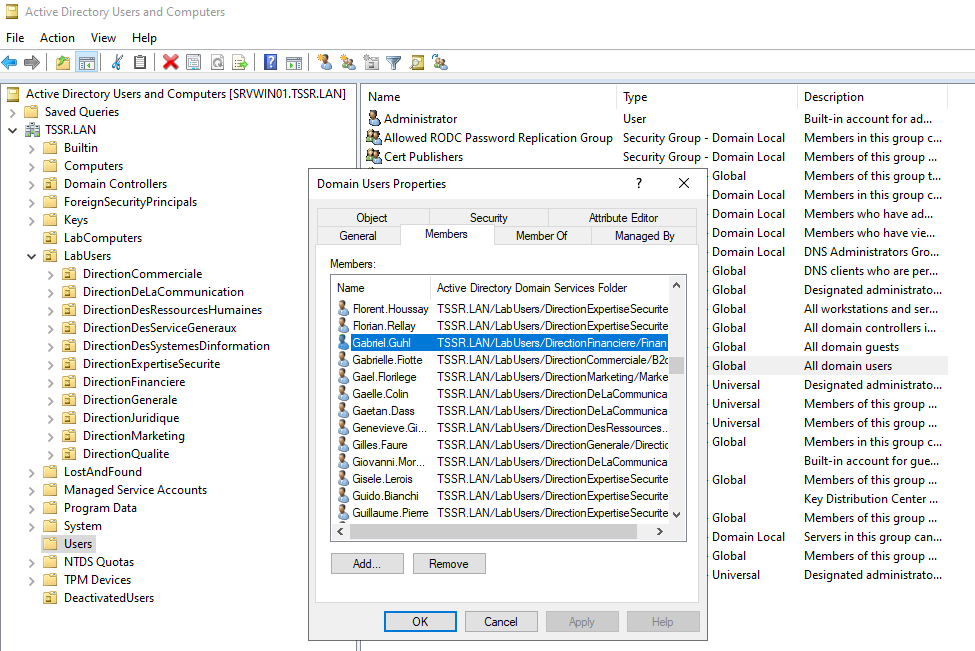 Active Directory Users and Computers
File Action View Help
Active Directory Users and Computers [SRVWIN01.TSSR.LAN]
Saved Queries
TSSR.LAN
Builtin
Computers
Domain Controllers
ForeignSecurityPrincipals
Keys
LabComputers
LabUsers
DirectionCommerciale
DirectionDeLaCommunication
DirectionDesRessourcesHumaines
DirectionDesServiceGeneraux
DirectionDesSystemesDinformation
DirectionExpertiseSecurite
DirectionFinanciere
DirectionGenerale
DirectionJuridique
DirectionMarketing
DirectionQualite
LostAndFound
Managed Service Accounts
Program Data
System
Users
NTDS Quotas
TPM Devices
DeactivatedUsers
Name Type Description
Administrator User Built-in account for ad...
Allowed RODC Password Replication Group Security Group - Domain Local Members in this group c...
Cert Publishers Security Group - Domain Local Members of this group ...
Global Members of this group t...
Domain Local Members in this group c...
Domain Local Members who have ad...
Domain Local Members who have vie...
Domain Local DNS Administrators Gro...
Global DNS clients who are per...
Global Designated administrato...
Global All workstations and ser...
Global All domain controllers i...
Global All domain guests
Global All domain users
Universal Designated administrato...
Universal Members of this group ...
Universal Members of this group ...
Global Members in this group c...
Built-in account for gue...
Global Members of this group ...
Key Distribution Center ...
Global Members of this group ...
Domain Local Servers in this group can...
Global Members of this group ...
Universal Designated administrato...
Domain Users Properties ?
Object Security Attribute Editor
General Members Member Of Managed By
Members:
Name Active Directory Domain Services Folder
Florent.Houssay TSSR.LAN/LabUsers/DirectionExpertiseSecurite
Florian.Rellay TSSR.LAN/LabUsers/DirectionExpertiseSecurite
Gabriel.Guhl TSSR.LAN/LabUsers/DirectionFinanciere/Finan
Gabrielle.Fiotte TSSR.LAN/LabUsers/DirectionCommerciale/B2c
Gael.Florilege TSSR.LAN/LabUsers/DirectionMarketing/Marke
Gaelle.Colin TSSR.LAN/LabUsers/DirectionDeLaCommunica
Gaetan.Dass TSSR.LAN/LabUsers/DirectionDeLaCommunica
Genevieve.Gi... TSSR.LAN/LabUsers/DirectionDesRessources..
Gilles.Faure TSSR.LAN/LabUsers/DirectionGenerale/Directic
Giovanni.Mor... TSSR.LAN/LabUsers/DirectionDeLaCommunica
Gisele.Lerois TSSR.LAN/LabUsers/DirectionExpertiseSecurite
Guido.Bianchi TSSR.LAN/LabUsers/DirectionExpertiseSecurite
Guillaume.Pierre TSSR.LAN/LabUsers/DirectionExpertiseSecurite
Add... Remove
OK Cancel Apply Help